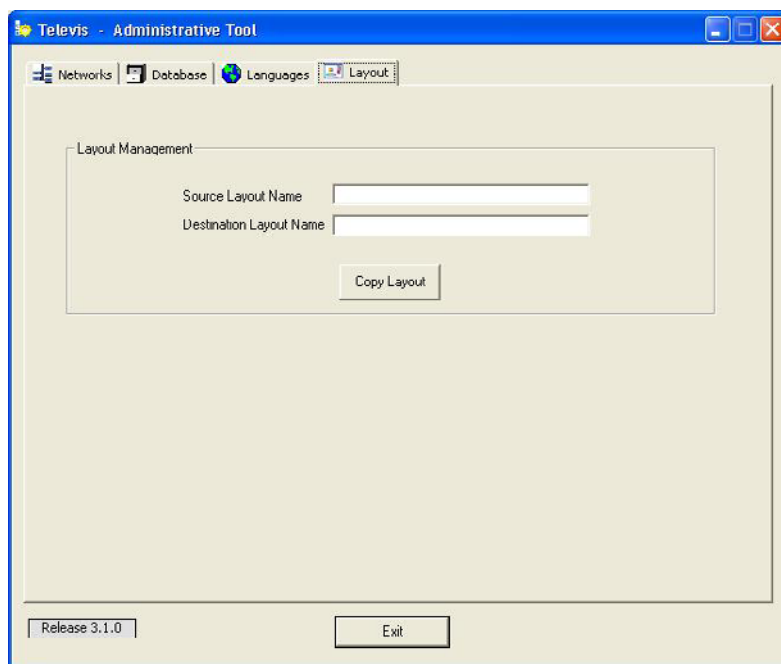 Televis - Administrative Tool
Networks Database Languages Layout
Layout Management
Source Layout Name
Destination Layout Name
Copy Layout
Release 3.1.0 Exit